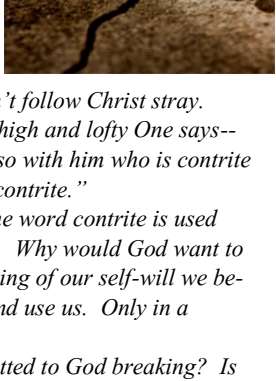 ’t follow Christ stray.
high and lofty One says--
so with him who is contrite
contrite.”
word contrite is used
Why would God want to
ing of our self-will we be-
nd use us.  Only in a
tted to God breaking?  Is